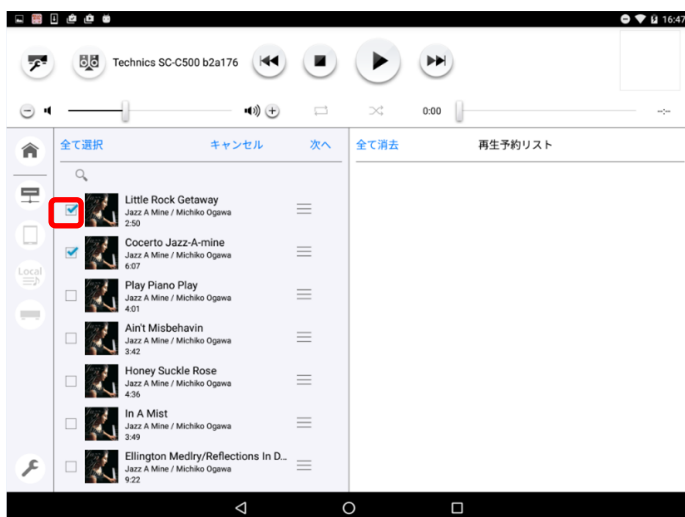 16:47
Technics SC-C500 b2a176
0:00
--:--
全て選択 キャンセル 次へ
全て消去 再生予約リスト
Little Rock Getaway
Jazz A Mine / Michiko Ogawa
2:50
Cocerto Jazz-A-mine
Jazz A Mine / Michiko Ogawa
6:07
Local
Play Piano Play
Jazz A Mine / Michiko Ogawa
4:01
Ain't Misbehavin
Jazz A Mine / Michiko Ogawa
3:42
Honey Suckle Rose
Jazz A Mine / Michiko Ogawa
4:36
In A Mist
Jazz A Mine / Michiko Ogawa
3:49
Ellington Medlry/Reflections In D...
Jazz A Mine / Michiko Ogawa
9:22